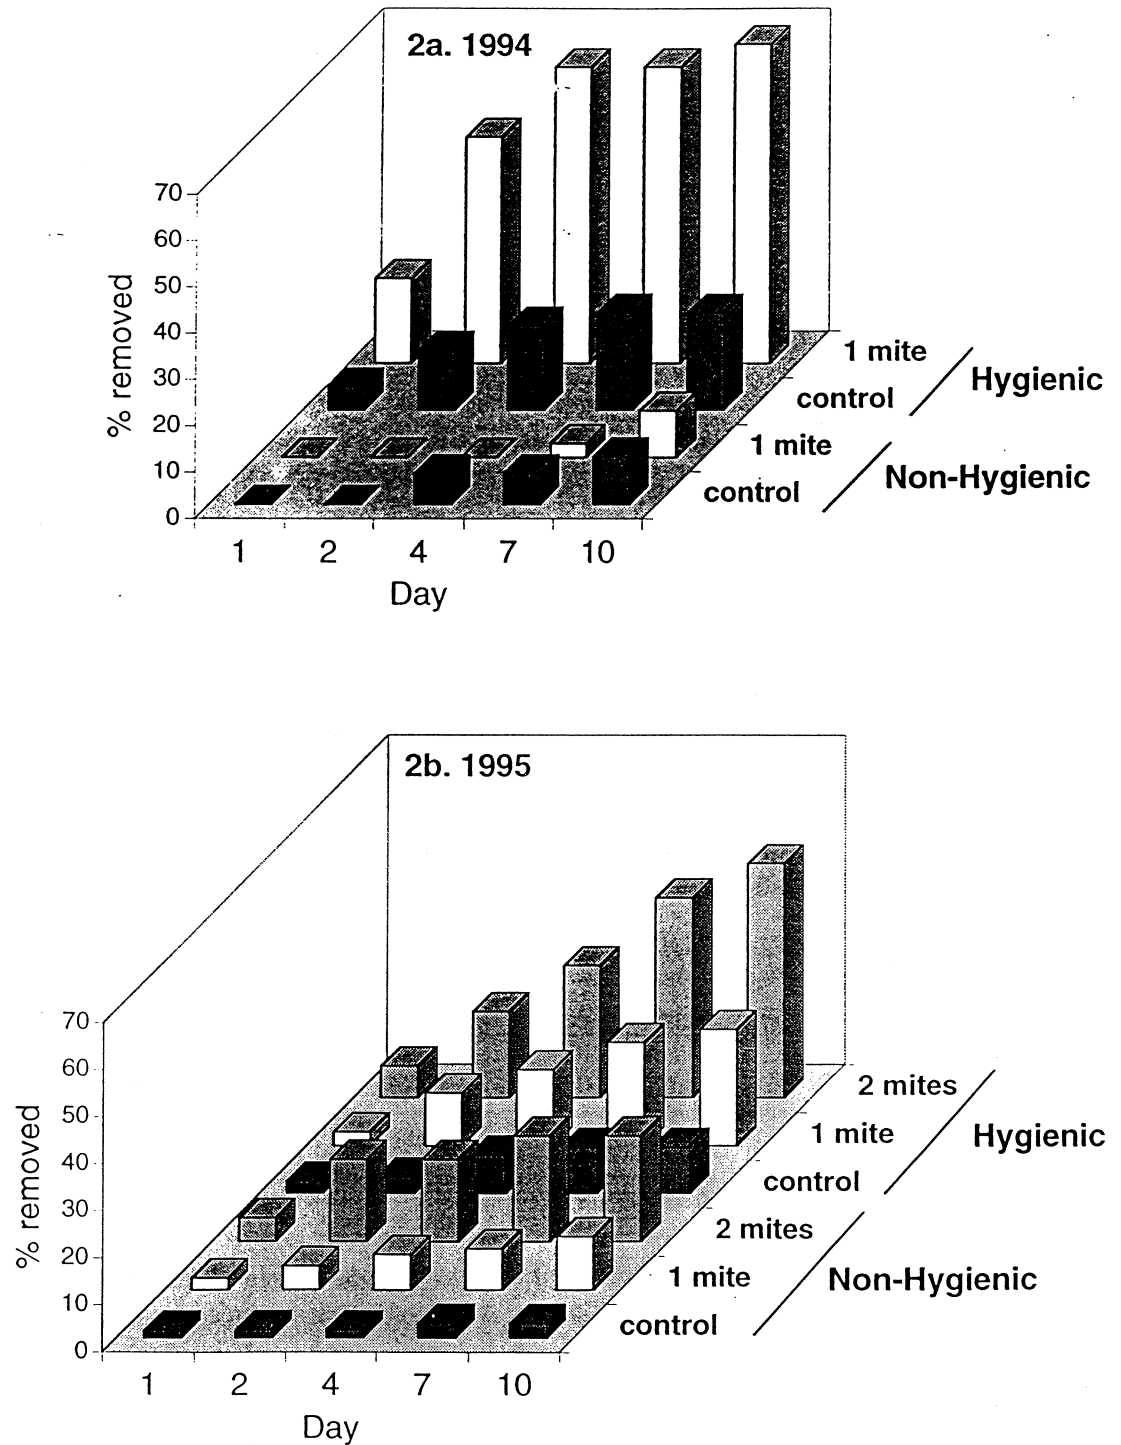 2a. 1994
70
60
50
40
30
20
10
0
% removed
1 2 4 7 10
Day
1 mite
control
Hygienic
1 mite
control
Non-Hygienic
2b. 1995
70
60
50
40
30
20
10
0
% removed
1 2 4 7 10
Day
2 mites
1 mite
control
Hygienic
2 mites
1 mite
control
Non-Hygienic